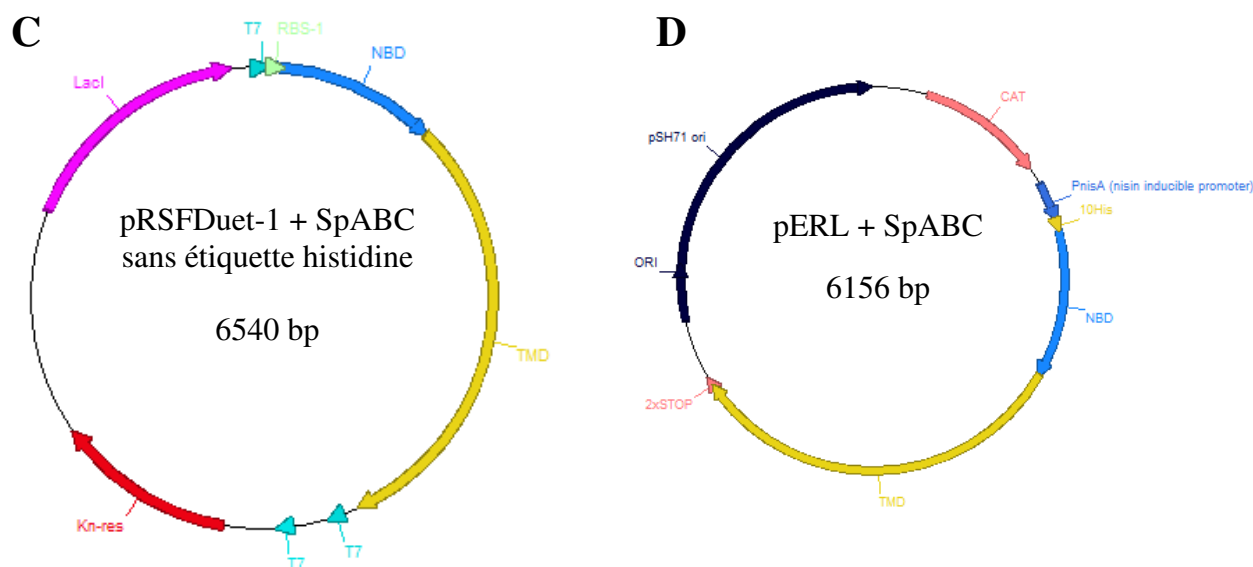 C
T7
RBS-1
NBD
LacI
pRSFDuet-1 + SpABC
sans étiquette histidine
6540 bp
TMD
Kn-res
T7
T7
D
CAT
pSH71 ori
PnisA (nisin inducible promoter)
10His
pERL + SpABC
ORI
6156 bp
NBD
2xSTOP
TMD